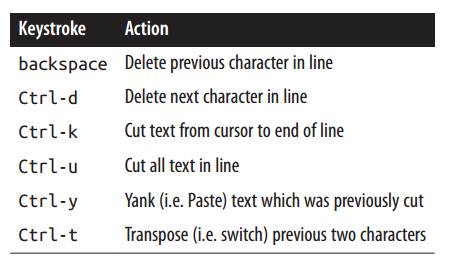 Keystroke Action
backspace Delete previous character in line
Ctrl-d Delete next character in line
Ctrl-k Cut text from cursor to end of line
Ctrl-u Cut all text in line
Ctrl-y Yank (i.e. Paste) text which was previously cut
Ctrl-t Transpose (i.e. switch) previous two characters